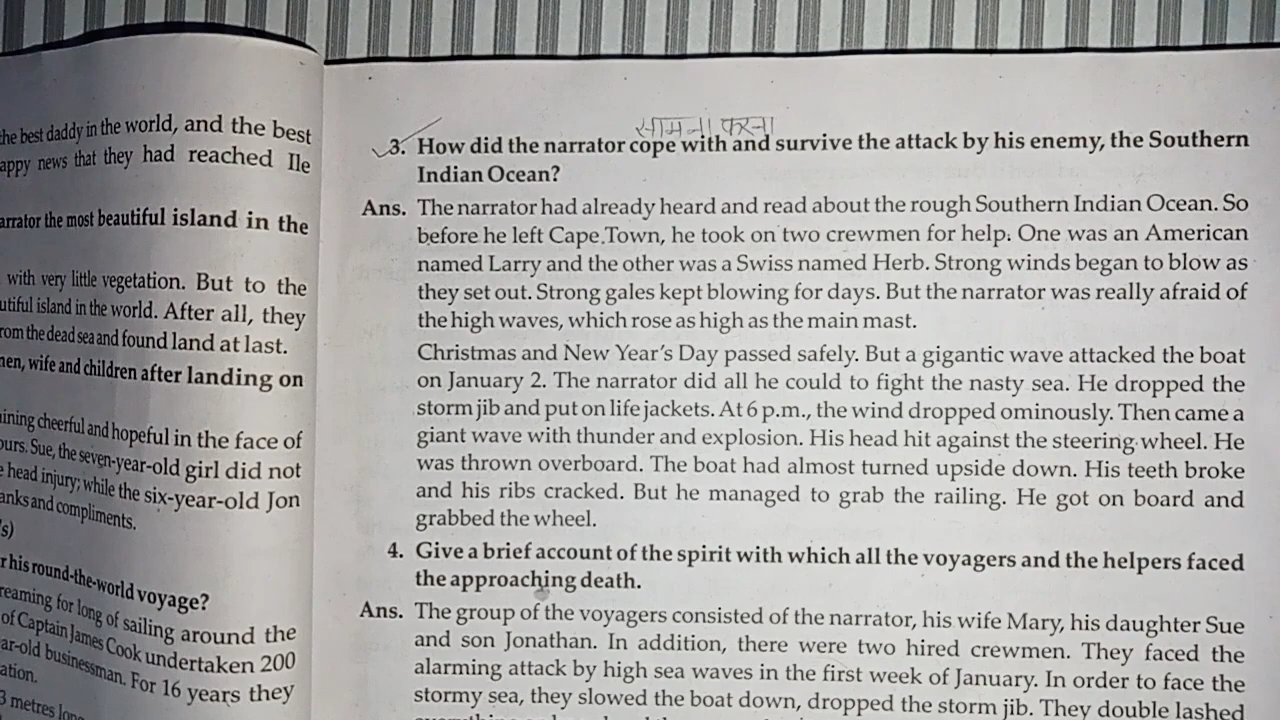 the best daddy in the world, and the best
appy news that they had reached Ile
arrator the most beautiful island in the
with very little vegetation. But to the
utiful island in the world. After all, they
rom the dead sea and found land at last.
men, wife and children after landing on
ining cheerful and hopeful in the face of
ours. Sue, the seven-year-old girl did not
e head injury; while the six-year-old Jon
anks and compliments.
s)
r his round-the-world voyage?
reaming for long of sailing around the
of Captain James Cook undertaken 200
ar-old businessman. For 16 years they
ation.
3 metres long
सामना करना
3. How did the narrator cope with and survive the attack by his enemy, the Southern
Indian Ocean?
Ans. The narrator had already heard and read about the rough Southern Indian Ocean. So
before he left Cape Town, he took on two crewmen for help. One was an American
named Larry and the other was a Swiss named Herb. Strong winds began to blow as
they set out. Strong gales kept blowing for days. But the narrator was really afraid of
the high waves, which rose as high as the main mast.
Christmas and New Year's Day passed safely. But a gigantic wave attacked the boat
on January 2. The narrator did all he could to fight the nasty sea. He dropped the
storm jib and put on life jackets. At 6 p.m., the wind dropped ominously. Then came a
giant wave with thunder and explosion. His head hit against the steering wheel. He
was thrown overboard. The boat had almost turned upside down. His teeth broke
and his ribs cracked. But he managed to grab the railing. He got on board and
grabbed the wheel.
4. Give a brief account of the spirit with which all the voyagers and the helpers faced
the approaching death.
Ans. The group of the voyagers consisted of the narrator, his wife Mary, his daughter Sue
and son Jonathan. In addition, there were two hired crewmen. They faced the
alarming attack by high sea waves in the first week of January. In order to face the
stormy sea, they slowed the boat down, dropped the storm jib. They double lashed